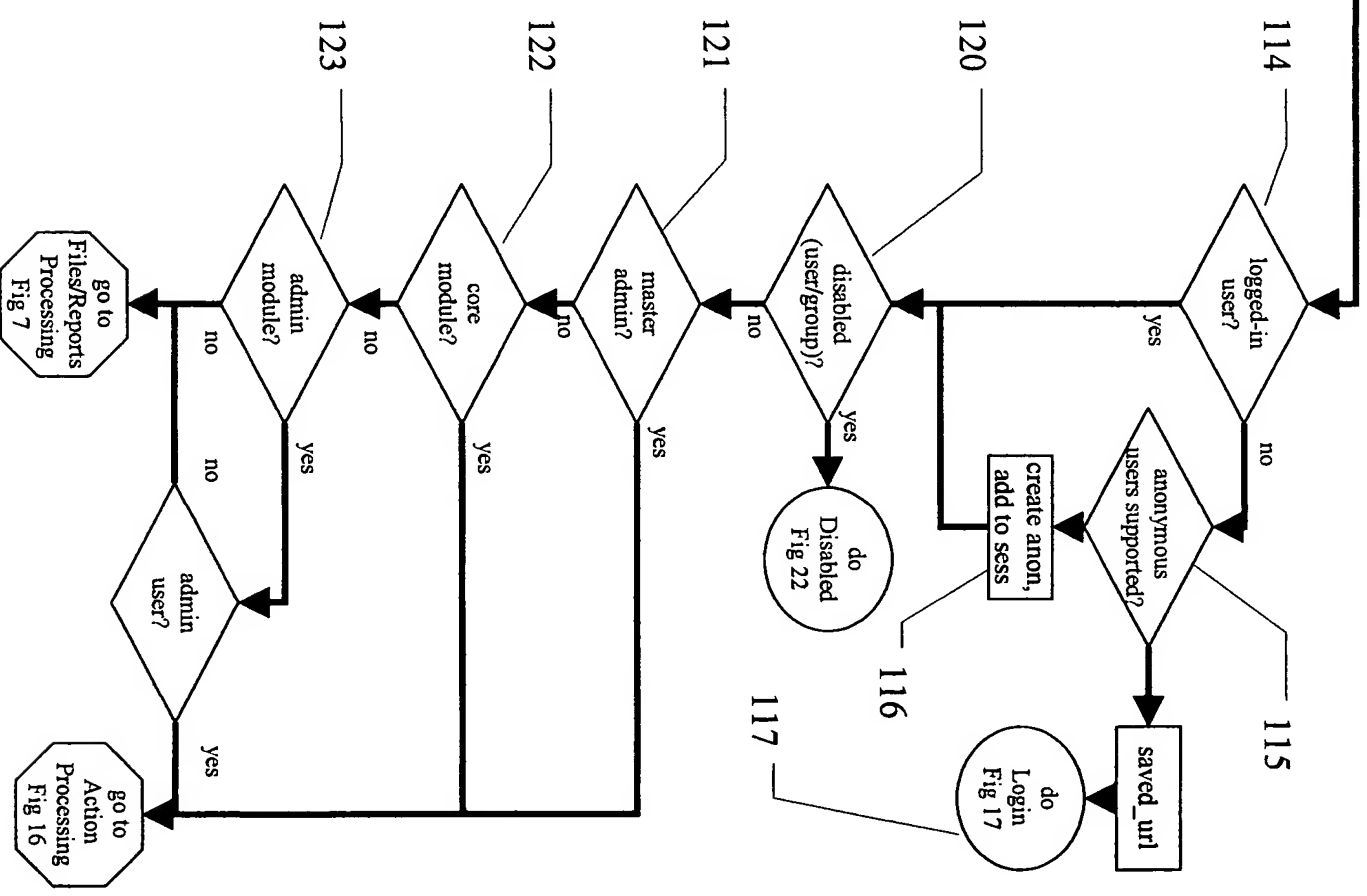 114
logged-in
user?
yes
no
115
anonymous
users supported?
saved_url
create anon,
add to sess
116
do
Login
Fig 17
117
120
disabled
(user/group)?
yes
no
do
Disabled
Fig 22
121
master
admin?
yes
no
122
core
module?
yes
no
123
admin
module?
yes
no
admin
user?
no
yes
go to
Files/Reports
Processing
Fig 7
go to
Action
Processing
Fig 16